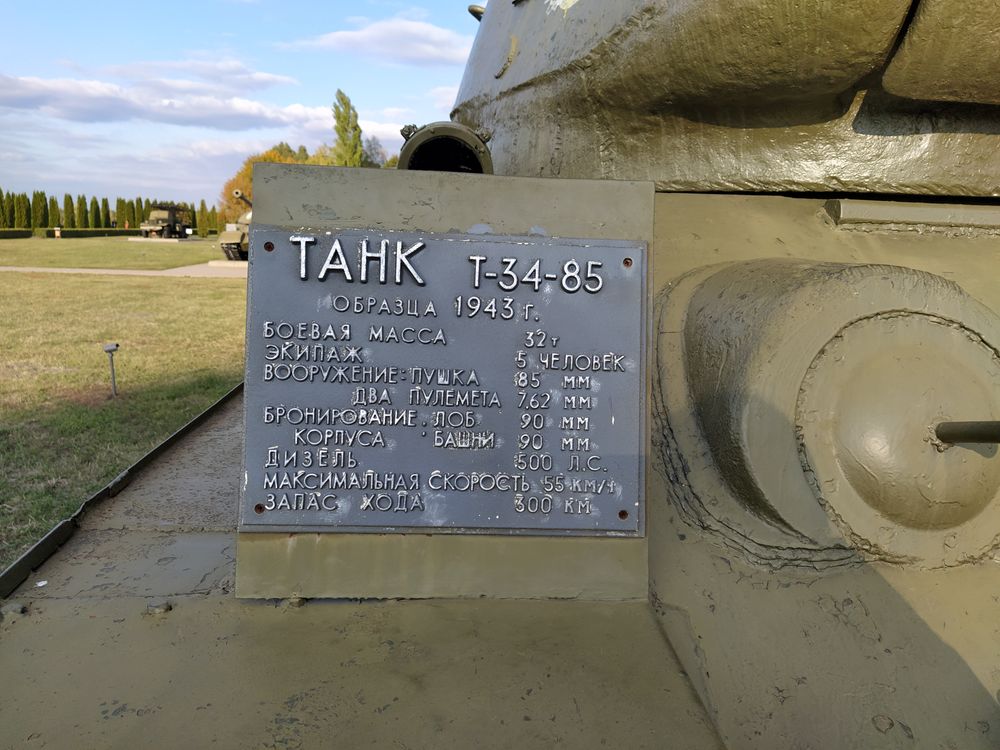 ТАНК Т-34-85
ОБРАЗЦА 1943 г.
БОЕВАЯ МАССА 32 т
ЭКИПАЖ 5 ЧЕЛОВЕК
ВООРУЖЕНИЕ: ПУШКА 85 ММ
ДВА ПУЛЕМЕТА 7,62 ММ
БРОНИРОВАНИЕ: ЛОБ 90 ММ
КОРПУСА БАШНИ 90 ММ
ДИЗЕЛЬ 500 Л.С.
МАКСИМАЛЬНАЯ СКОРОСТЬ 55 КМ/Ч
ЗАПАС ХОДА 300 КМ